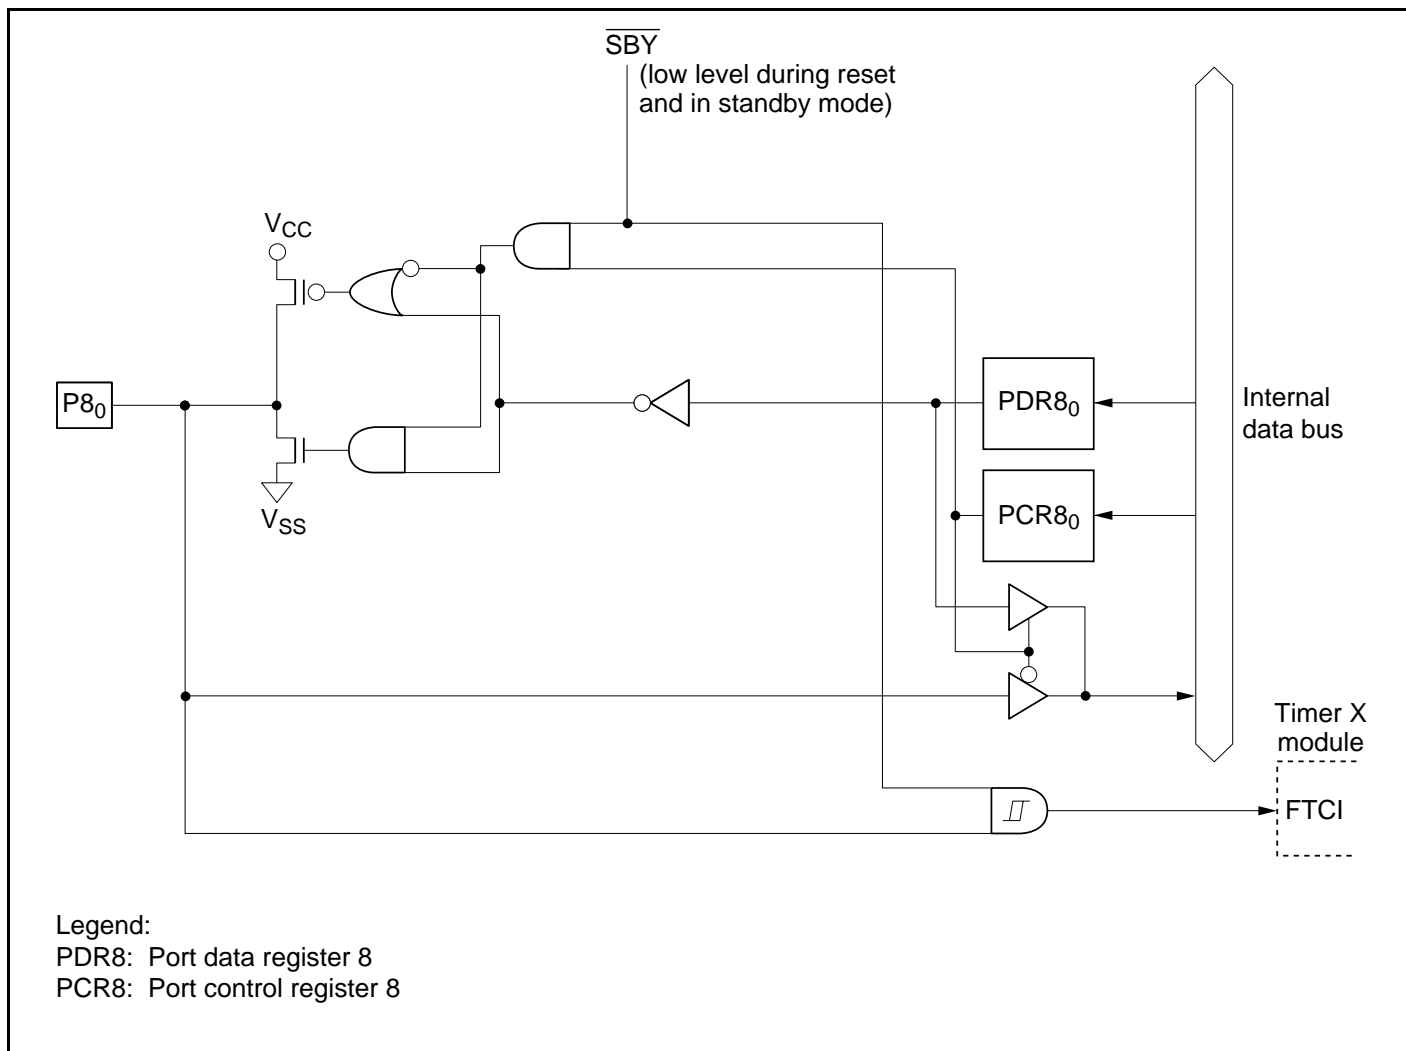 SBY
(low level during reset
and in standby mode)
VCC
P80
VSS
PDR80
PCR80
Internal
data bus
Timer X
module
FTCI
Legend:
PDR8: Port data register 8
PCR8: Port control register 8